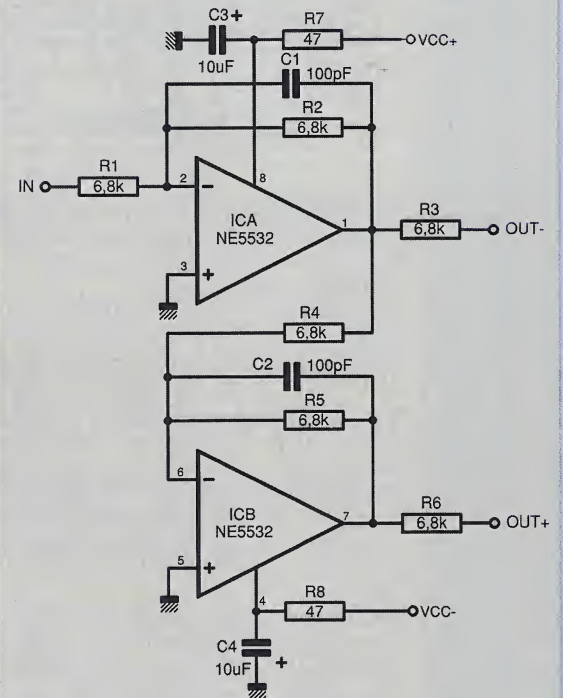 C3 +
R7
47
VCC+
10uF
C1
100pF
R2
6,8k
R1
IN
6,8k
2
−
8
ICA
NE5532
1
R3
6,8k
OUT-
3
+
R4
6,8k
C2
100pF
R5
6,8k
6
−
ICB
NE5532
7
R6
6,8k
OUT+
5
+
R8
4
47
VCC-
C4
10uF
+